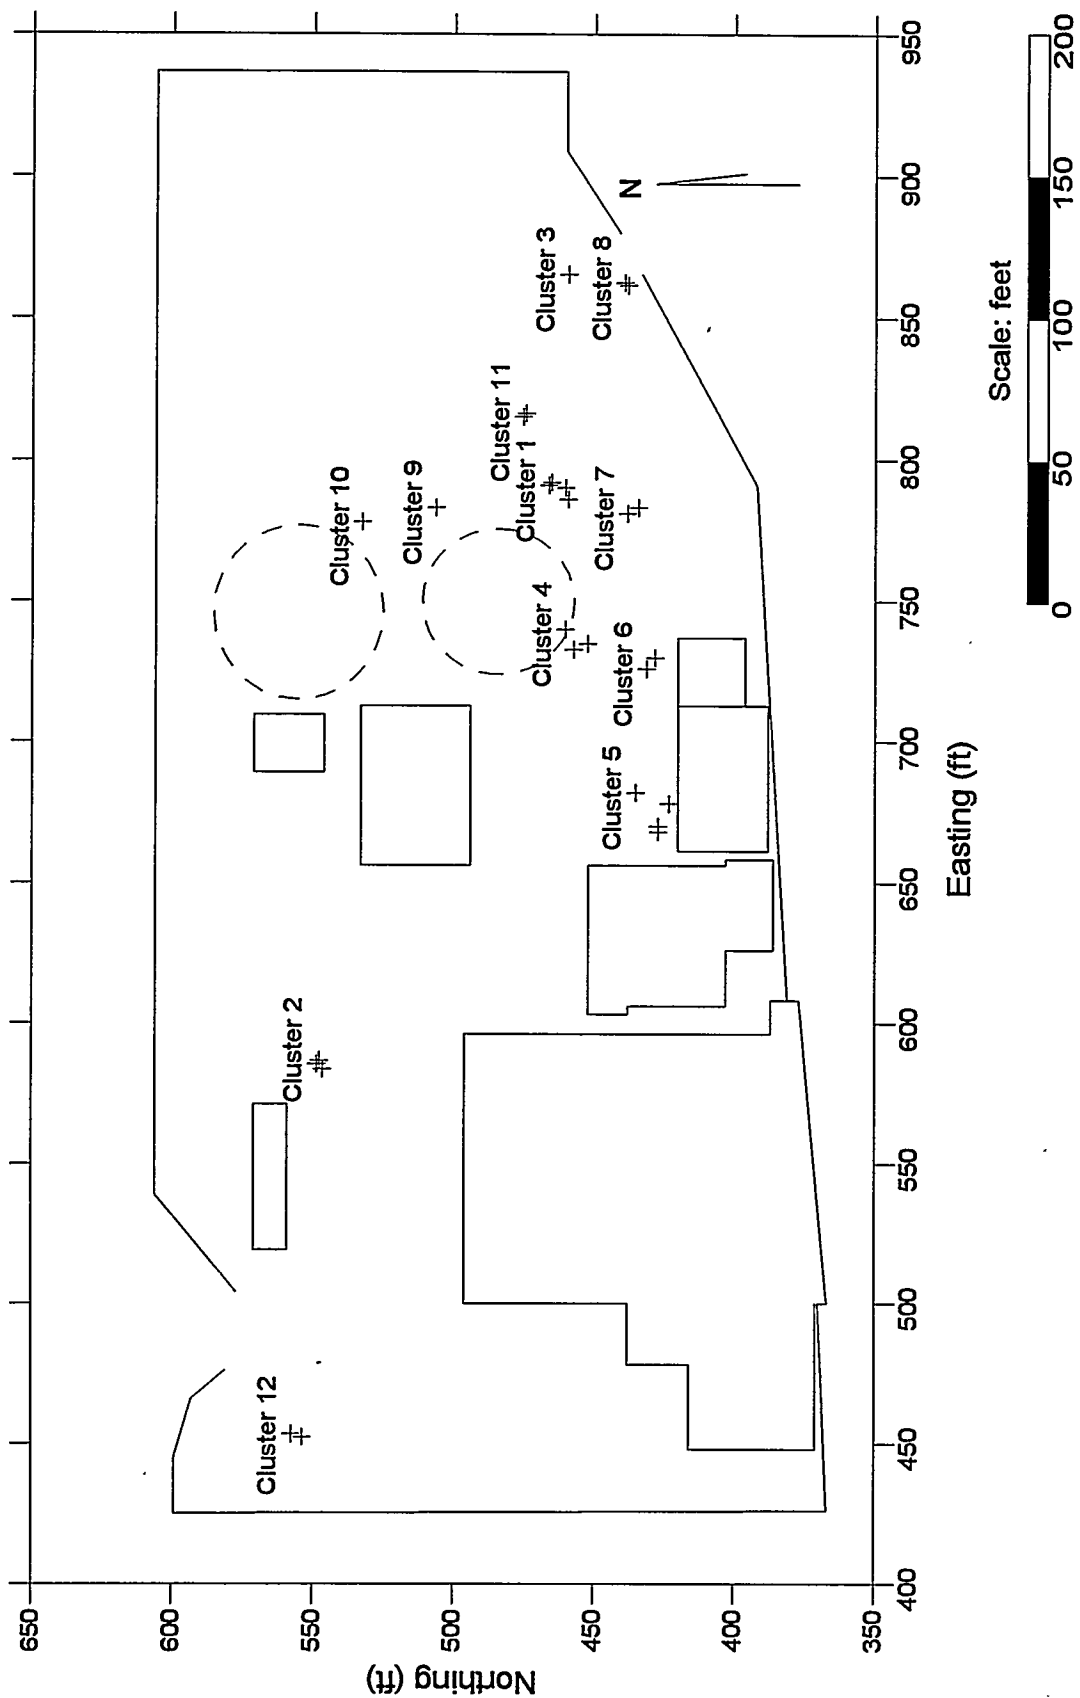 650
600
550
500
450
400
350
Northing (ft)
400
450
500
550
600
650
700
750
800
850
900
950
Easting (ft)
Cluster 12
Cluster 2
Cluster 5
Cluster 6
Cluster 4
Cluster 10
Cluster 9
Cluster 7
Cluster 1
Cluster 11
Cluster 3
Cluster 8
N
Scale: feet
0
50
100
150
200